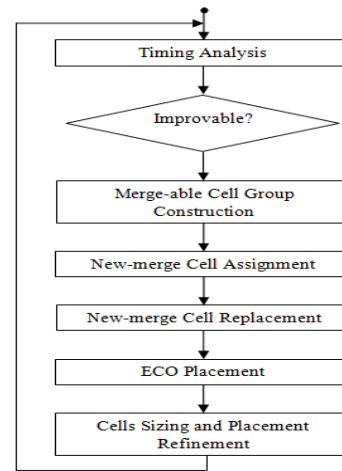 Timing Analysis
Improvable?
Merge-able Cell Group
Construction
New-merge Cell Assignment
New-merge Cell Replacement
ECO Placement
Cells Sizing and Placement
Refinement